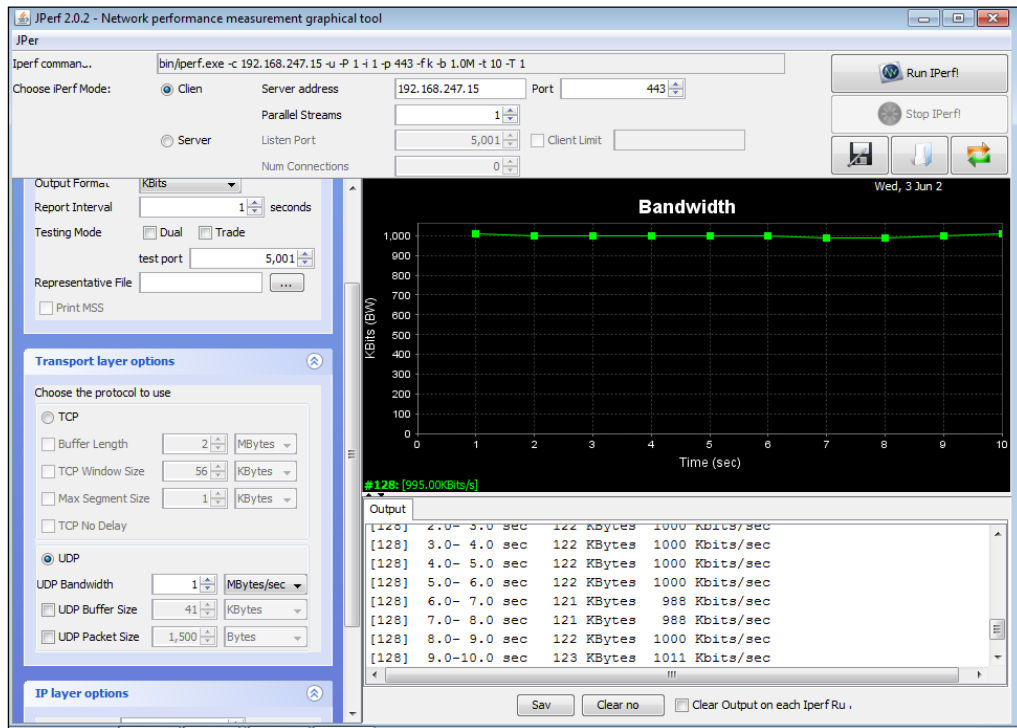 JPerf 2.0.2 - Network performance measurement graphical tool
JPer
Iperf comman... bin/iperf.exe -c 192.168.247.15 -u -P 1 -i 1 -p 443 -f k -b 1.0M -t 10 -T 1
Choose iPerf Mode: Clien Server address 192.168.247.15 Port 443
Parallel Streams 1
Server Listen Port 5,001 Client Limit
Num Connections 0
Run IPerf!
Stop IPerf!
Output Format KBits
Report Interval 1 seconds
Testing Mode Dual Trade
test port 5,001
Representative File ...
Print MSS
Transport layer options
Choose the protocol to use
TCP
Buffer Length 2 MBytes
TCP Window Size 56 KBytes
Max Segment Size 1 KBytes
TCP No Delay
UDP
UDP Bandwidth 1 MBytes/sec
UDP Buffer Size 41 KBytes
UDP Packet Size 1,500 Bytes
IP layer options
Wed, 3 Jun 2
Bandwidth
KBits (BW)
1,000
900
800
700
600
500
400
300
200
100
0
0 1 2 3 4 5 6 7 8 9 10
Time (sec)
#128: [995.00KBits/s]
Output
[128] 2.0- 3.0 sec 122 KBytes 1000 Kbits/sec
[128] 3.0- 4.0 sec 122 KBytes 1000 Kbits/sec
[128] 4.0- 5.0 sec 122 KBytes 1000 Kbits/sec
[128] 5.0- 6.0 sec 122 KBytes 1000 Kbits/sec
[128] 6.0- 7.0 sec 121 KBytes 988 Kbits/sec
[128] 7.0- 8.0 sec 121 KBytes 988 Kbits/sec
[128] 8.0- 9.0 sec 122 KBytes 1000 Kbits/sec
[128] 9.0-10.0 sec 123 KBytes 1011 Kbits/sec
Sav Clear no Clear Output on each Iperf Ru